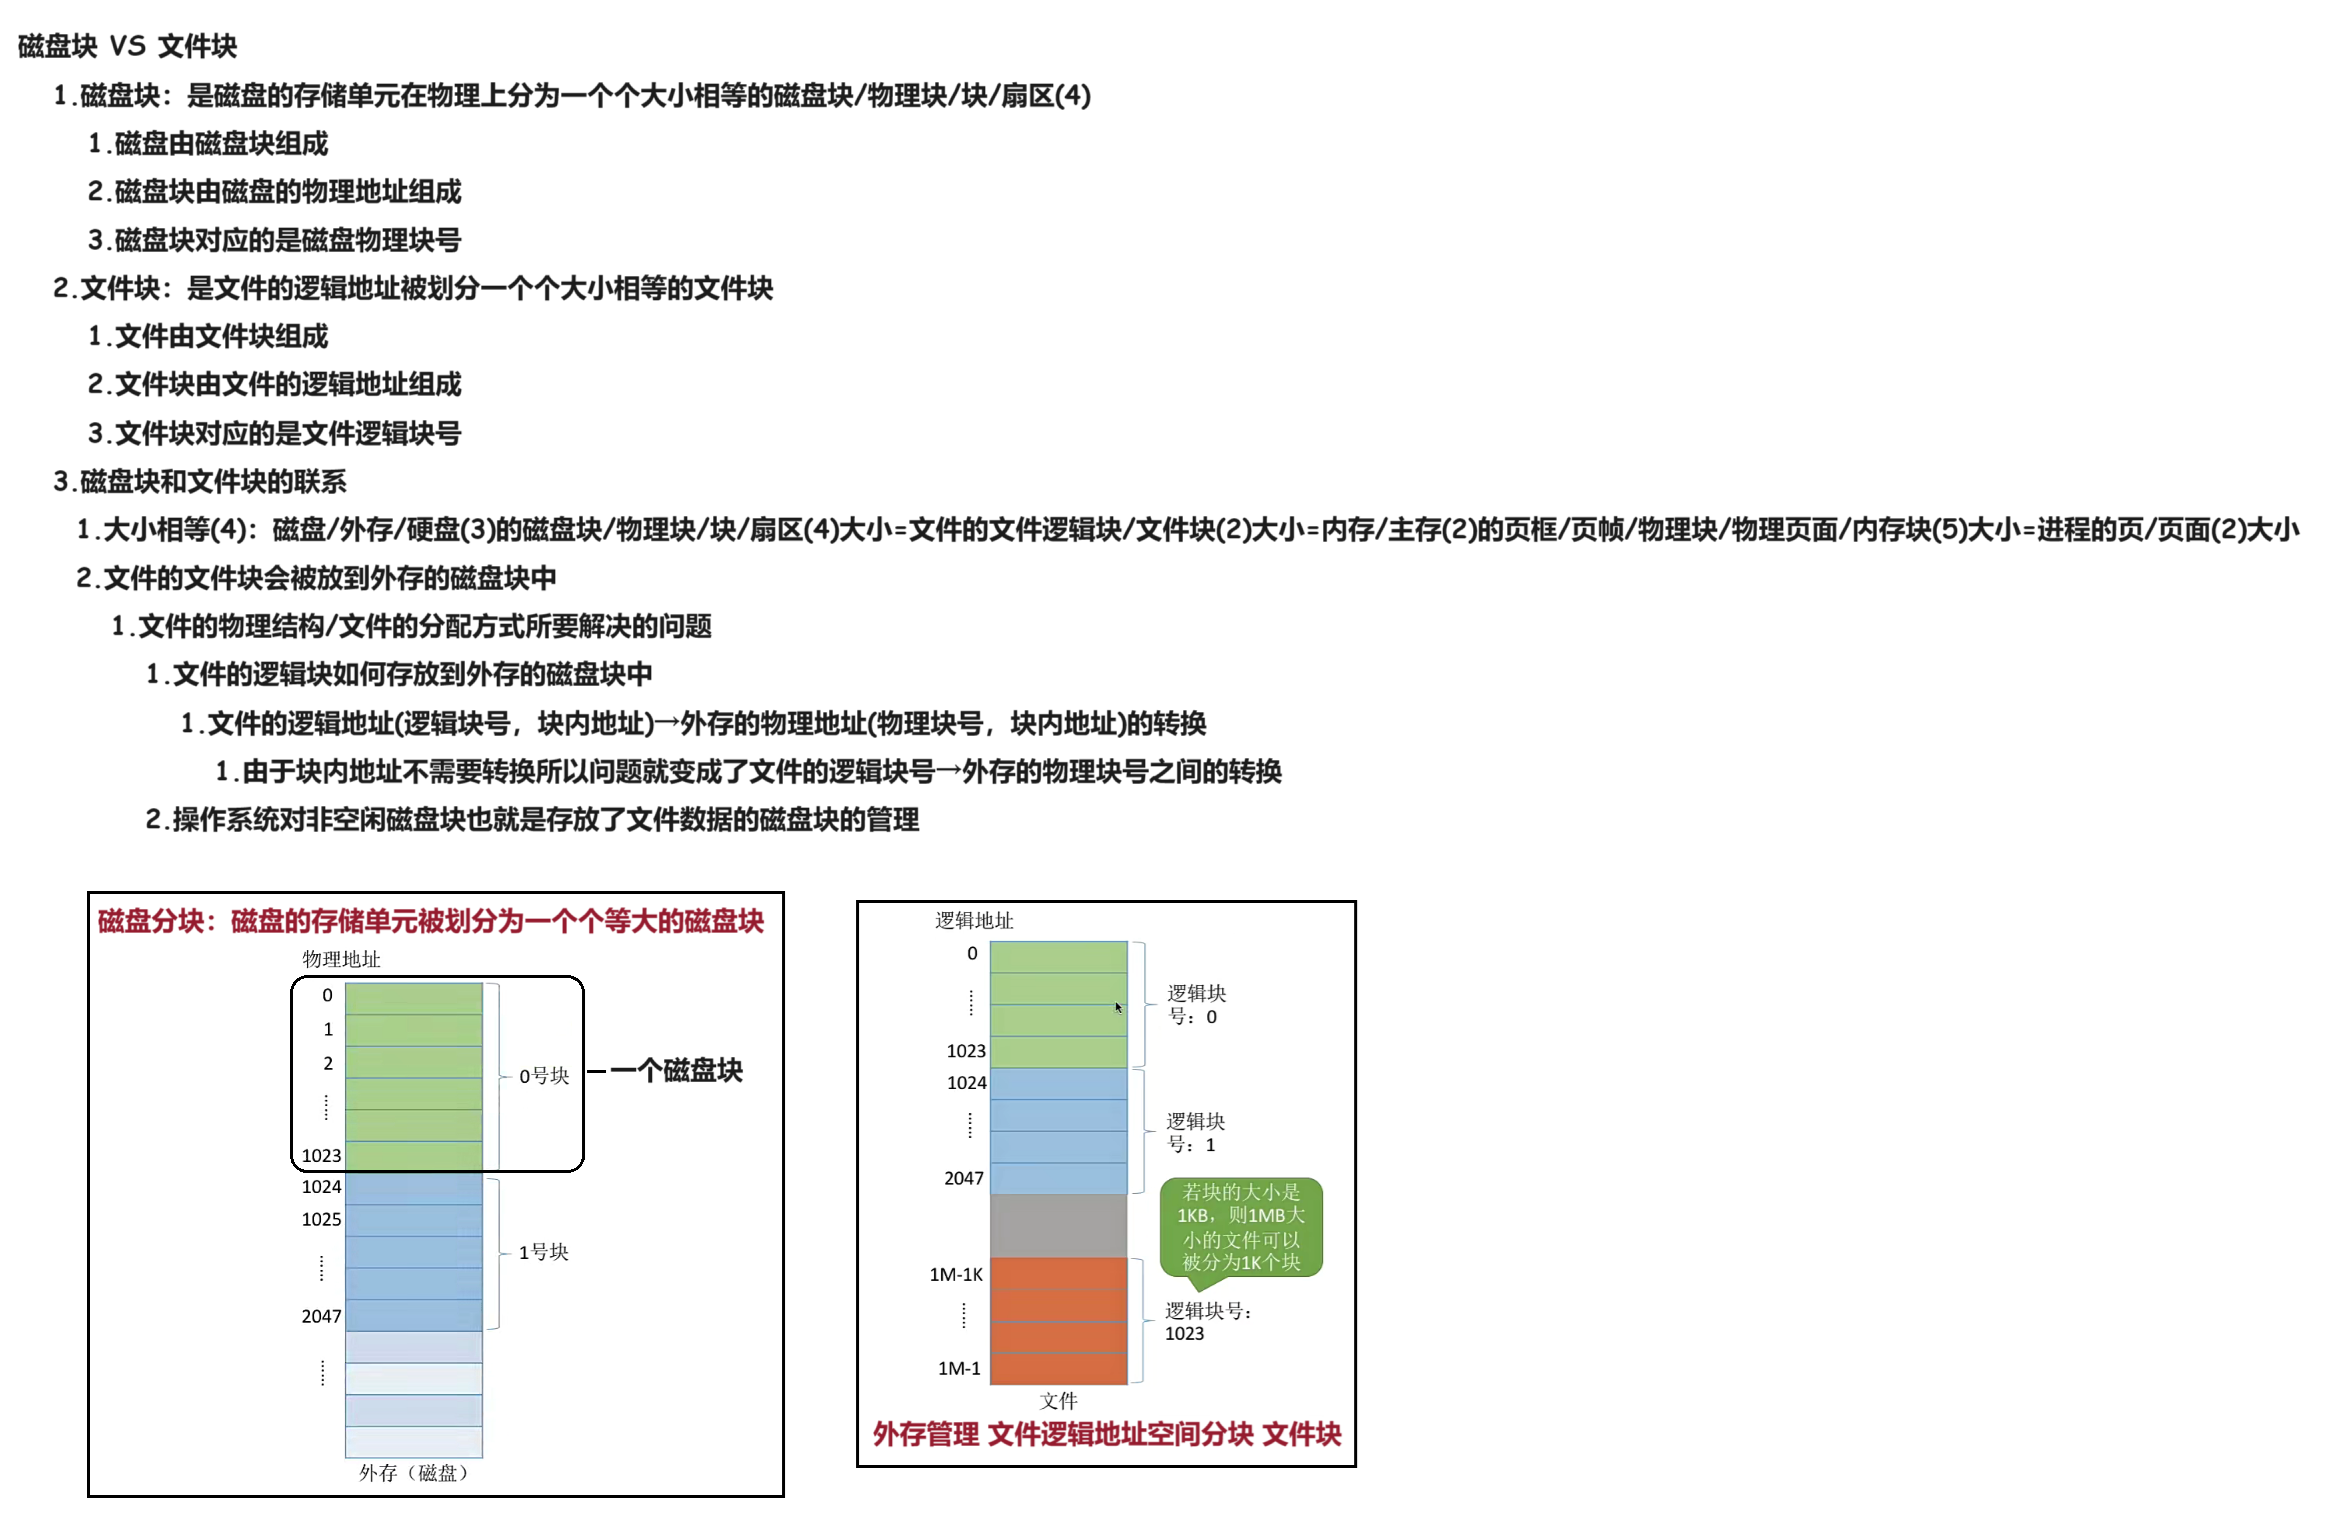 磁盘块 VS 文件块
1.磁盘块：是磁盘的存储单元在物理上分为一个个大小相等的磁盘块/物理块/块/扇区(4)
1.磁盘由磁盘块组成
2.磁盘块由磁盘的物理地址组成
3.磁盘块对应的是磁盘物理块号
2.文件块：是文件的逻辑地址被划分一个个大小相等的文件块
1.文件由文件块组成
2.文件块由文件的逻辑地址组成
3.文件块对应的是文件逻辑块号
3.磁盘块和文件块的联系
1.大小相等(4)：磁盘/外存/硬盘(3)的磁盘块/物理块/块/扇区(4)大小=文件的文件逻辑块/文件块(2)大小=内存/主存(2)的页框/页帧/物理块/物理页面/内存块(5)大小=进程的页/页面(2)大小
2.文件的文件块会被放到外存的磁盘块中
1.文件的物理结构/文件的分配方式所要解决的问题
1.文件的逻辑块如何存放到外存的磁盘块中
1.文件的逻辑地址(逻辑块号，块内地址)→外存的物理地址(物理块号，块内地址)的转换
1.由于块内地址不需要转换所以问题就变成了文件的逻辑块号→外存的物理块号之间的转换
2.操作系统对非空闲磁盘块也就是存放了文件数据的磁盘块的管理
磁盘分块：磁盘的存储单元被划分为一个个等大的磁盘块
物理地址
0
1
2
……
1023
0号块
一个磁盘块
1024
1025
……
2047
1号块
……
外存（磁盘）
逻辑地址
0
……
1023
逻辑块
号：0
1024
……
2047
逻辑块
号：1
若块的大小是
1KB，则1MB大
小的文件可以
被分为1K个块
1M-1K
……
1M-1
逻辑块号：
1023
文件
外存管理 文件逻辑地址空间分块 文件块